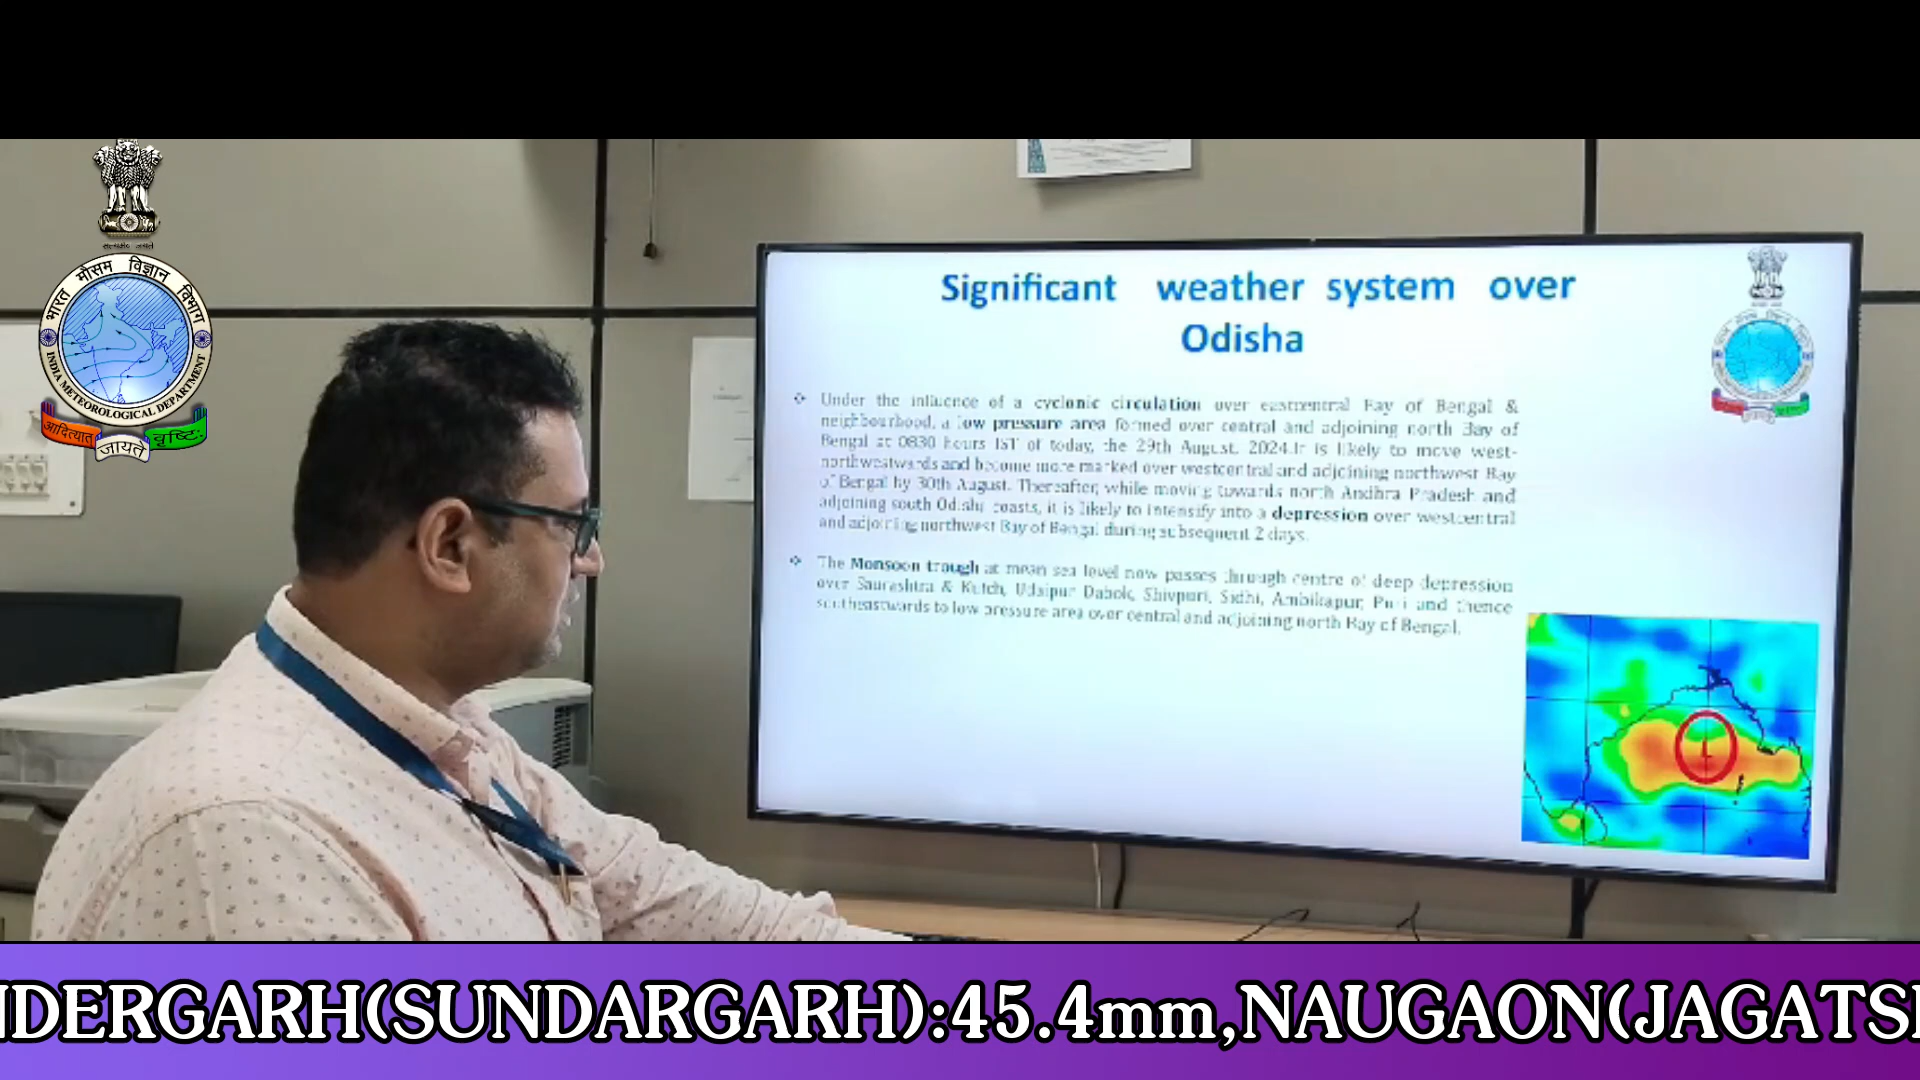 सत्यमेव जयते
भारत मौसम विज्ञान विभाग
INDIA METEOROLOGICAL DEPARTMENT
आदित्यात्
जायते
वृष्टिः
Significant weather system over
Odisha
Under the influence of a cyclonic circulation over eastcentral Bay of Bengal &
neighbourhood, a low pressure area formed over central and adjoining north Bay of
Bengal at 0830 hours IST of today, the 29th August, 2024.It is likely to move west-
northwestwards and become more marked over westcentral and adjoining northwest Bay
of Bengal by 30th August. Thereafter, while moving towards north Andhra Pradesh and
adjoining south Odisha coasts, it is likely to intensify into a depression over westcentral
and adjoining northwest Bay of Bengal during subsequent 2 days.
The Monsoon trough at mean sea level now passes through centre of deep depression
over Saurashtra & Kutch, Udaipur Dabok, Shivpuri, Sidhi, Ambikapur, Puri and thence
southeastwards to low pressure area over central and adjoining north Bay of Bengal.
L
NDERGARH(SUNDARGARH):45.4mm,NAUGAON(JAGATSI